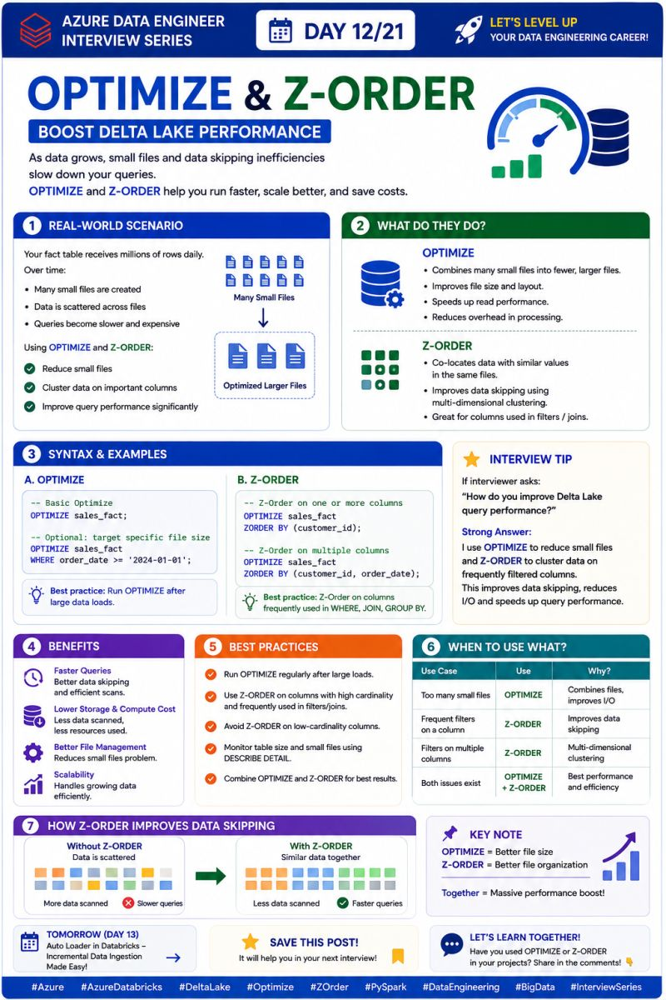 AZURE DATA ENGINEER
INTERVIEW SERIES
DAY 12/21
LET'S LEVEL UP
YOUR DATA ENGINEERING CAREER!
OPTIMIZE & Z-ORDER
BOOST DELTA LAKE PERFORMANCE
As data grows, small files and data skipping inefficiencies
slow down your queries.
OPTIMIZE and Z-ORDER help you run faster, scale better, and save costs.
1 REAL-WORLD SCENARIO
Your fact table receives millions of rows daily.
Over time:
• Many small files are created
• Data is scattered across files
• Queries become slower and expensive
Using OPTIMIZE and Z-ORDER:
Reduce small files
Cluster data on important columns
Improve query performance significantly
Many Small Files
Optimized Larger Files
2 WHAT DO THEY DO?
OPTIMIZE
• Combines many small files into fewer, larger files.
• Improves file size and layout.
• Speeds up read performance.
• Reduces overhead in processing.
Z-ORDER
• Co-locates data with similar values
in the same files.
• Improves data skipping using
multi-dimensional clustering.
• Great for columns used in filters / joins.
3 SYNTAX & EXAMPLES
A. OPTIMIZE
-- Basic Optimize
OPTIMIZE sales_fact;
-- Optional: target specific file size
OPTIMIZE sales_fact
WHERE order_date >= '2024-01-01';
Best practice: Run OPTIMIZE after
large data loads.
B. Z-ORDER
-- Z-Order on one or more columns
OPTIMIZE sales_fact
ZORDER BY (customer_id);
-- Z-Order on multiple columns
OPTIMIZE sales_fact
ZORDER BY (customer_id, order_date);
Best practice: Z-Order on columns
frequently used in WHERE, JOIN, GROUP BY.
INTERVIEW TIP
If interviewer asks:
“How do you improve Delta Lake
query performance?”
Strong Answer:
I use OPTIMIZE to reduce small files
and Z-ORDER to cluster data on
frequently filtered columns.
This improves data skipping, reduces
I/O and speeds up query performance.
4 BENEFITS
Faster Queries
Better data skipping
and efficient scans.
Lower Storage & Compute Cost
Less data scanned,
less resources used.
Better File Management
Reduces small files problem.
Scalability
Handles growing data
efficiently.
5 BEST PRACTICES
Run OPTIMIZE regularly after large loads.
Use Z-ORDER on columns with high cardinality
and frequently used in filters/joins.
Avoid Z-ORDER on low-cardinality columns.
Monitor table size and small files using
DESCRIBE DETAIL.
Combine OPTIMIZE and Z-ORDER for best results.
6 WHEN TO USE WHAT?
Use Case Use Why?
Too many small files OPTIMIZE Combines files,
improves I/O
Frequent filters
on a column Z-ORDER Improves data
skipping
Filters on multiple
columns Z-ORDER Multi-dimensional
clustering
Both issues exist OPTIMIZE
+ Z-ORDER Best performance
and efficiency
7 HOW Z-ORDER IMPROVES DATA SKIPPING
Without Z-ORDER
Data is scattered
More data scanned Slower queries
With Z-ORDER
Similar data together
Less data scanned Faster queries
KEY NOTE
OPTIMIZE = Better file size
Z-ORDER = Better file organization
Together = Massive performance boost!
TOMORROW (DAY 13)
Auto Loader in Databricks –
Incremental Data Ingestion
Made Easy!
SAVE THIS POST!
It will help you in your next interview!
LET'S LEARN TOGETHER!
Have you used OPTIMIZE or Z-ORDER
in your projects? Share in the comments! 👇
#Azure #AzureDatabricks #DeltaLake #Optimize #ZOrder #PySpark #DataEngineering #BigData #InterviewSeries